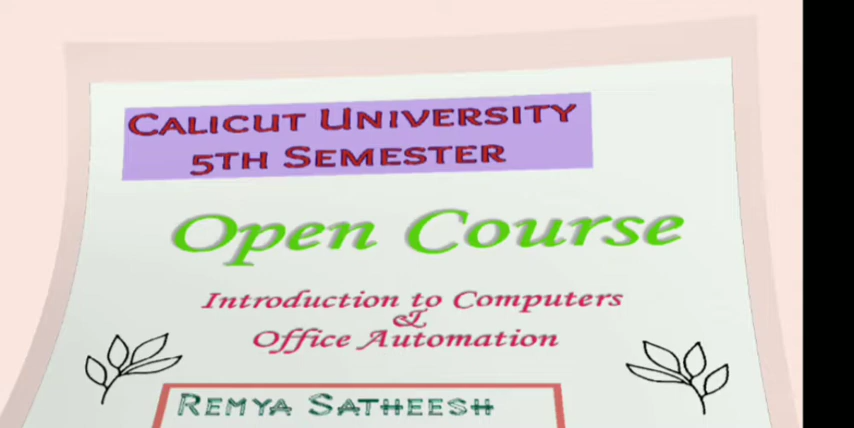 CALICUT UNIVERSITY
5TH SEMESTER
Open Course
Introduction to Computers
&
Office Automation
REMYA SATHEESH